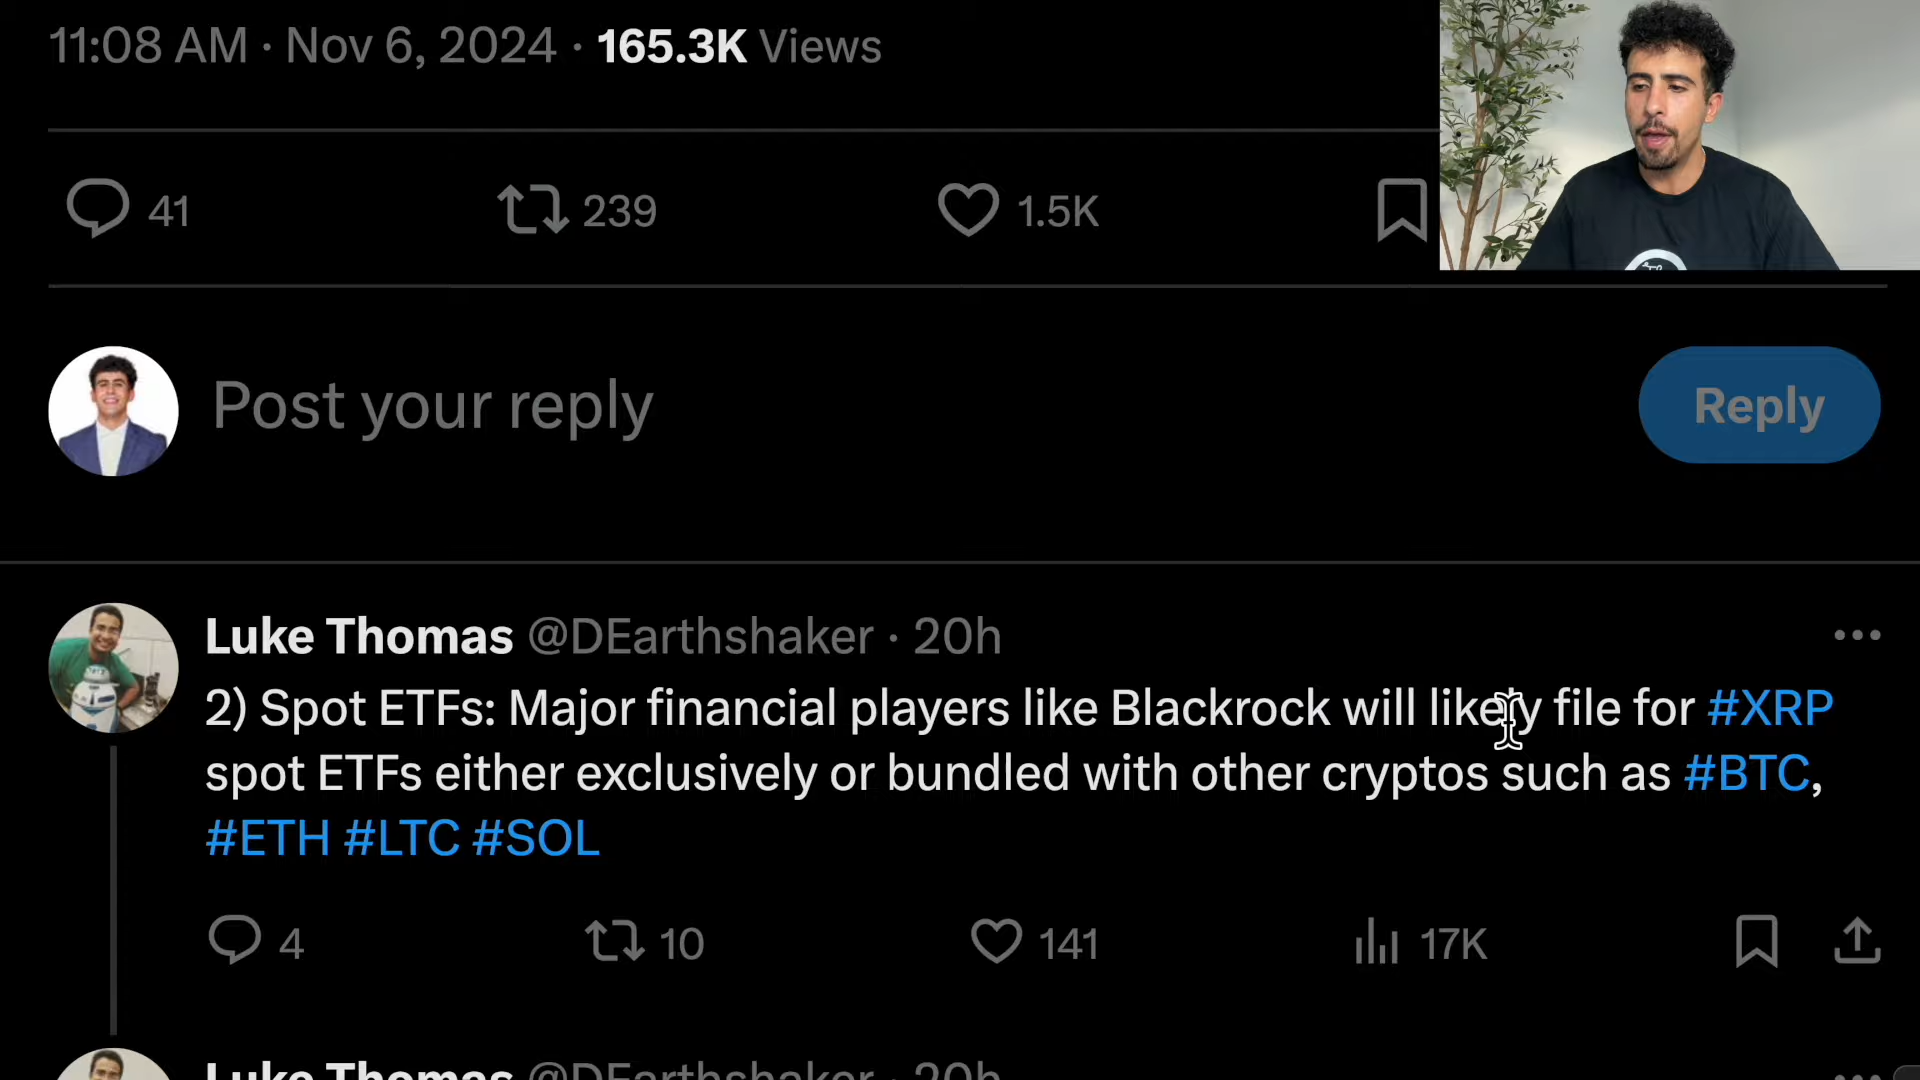 11:08 AM · Nov 6, 2024 · 165.3K Views
41 239 1.5K
Post your reply
Reply
Luke Thomas @DEarthshaker · 20h
2) Spot ETFs: Major financial players like Blackrock will likely file for #XRP
spot ETFs either exclusively or bundled with other cryptos such as #BTC,
#ETH #LTC #SOL
4 10 141 17K
Luke Thomas @DEarthshaker · 20h